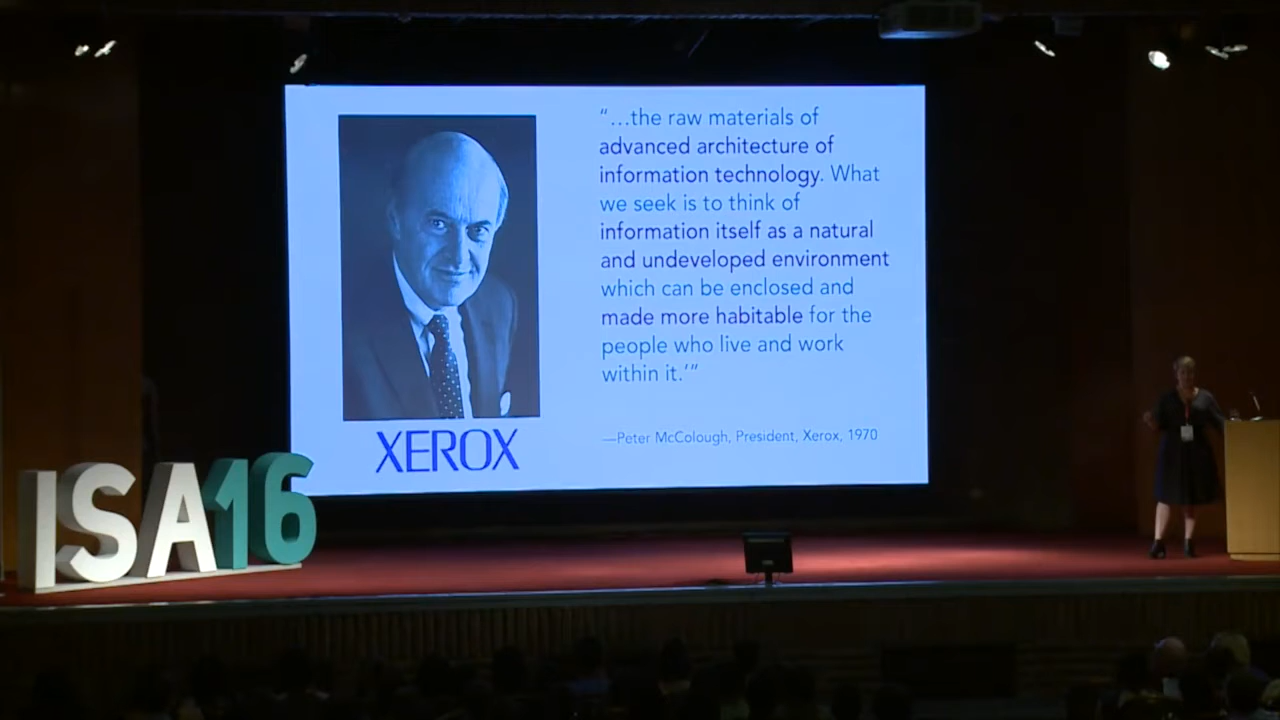 “…the raw materials of
advanced architecture of
information technology. What
we seek is to think of
information itself as a natural
and undeveloped environment
which can be enclosed and
made more habitable for the
people who live and work
within it.’”
—Peter McColough, President, Xerox, 1970
XEROX
ISA16